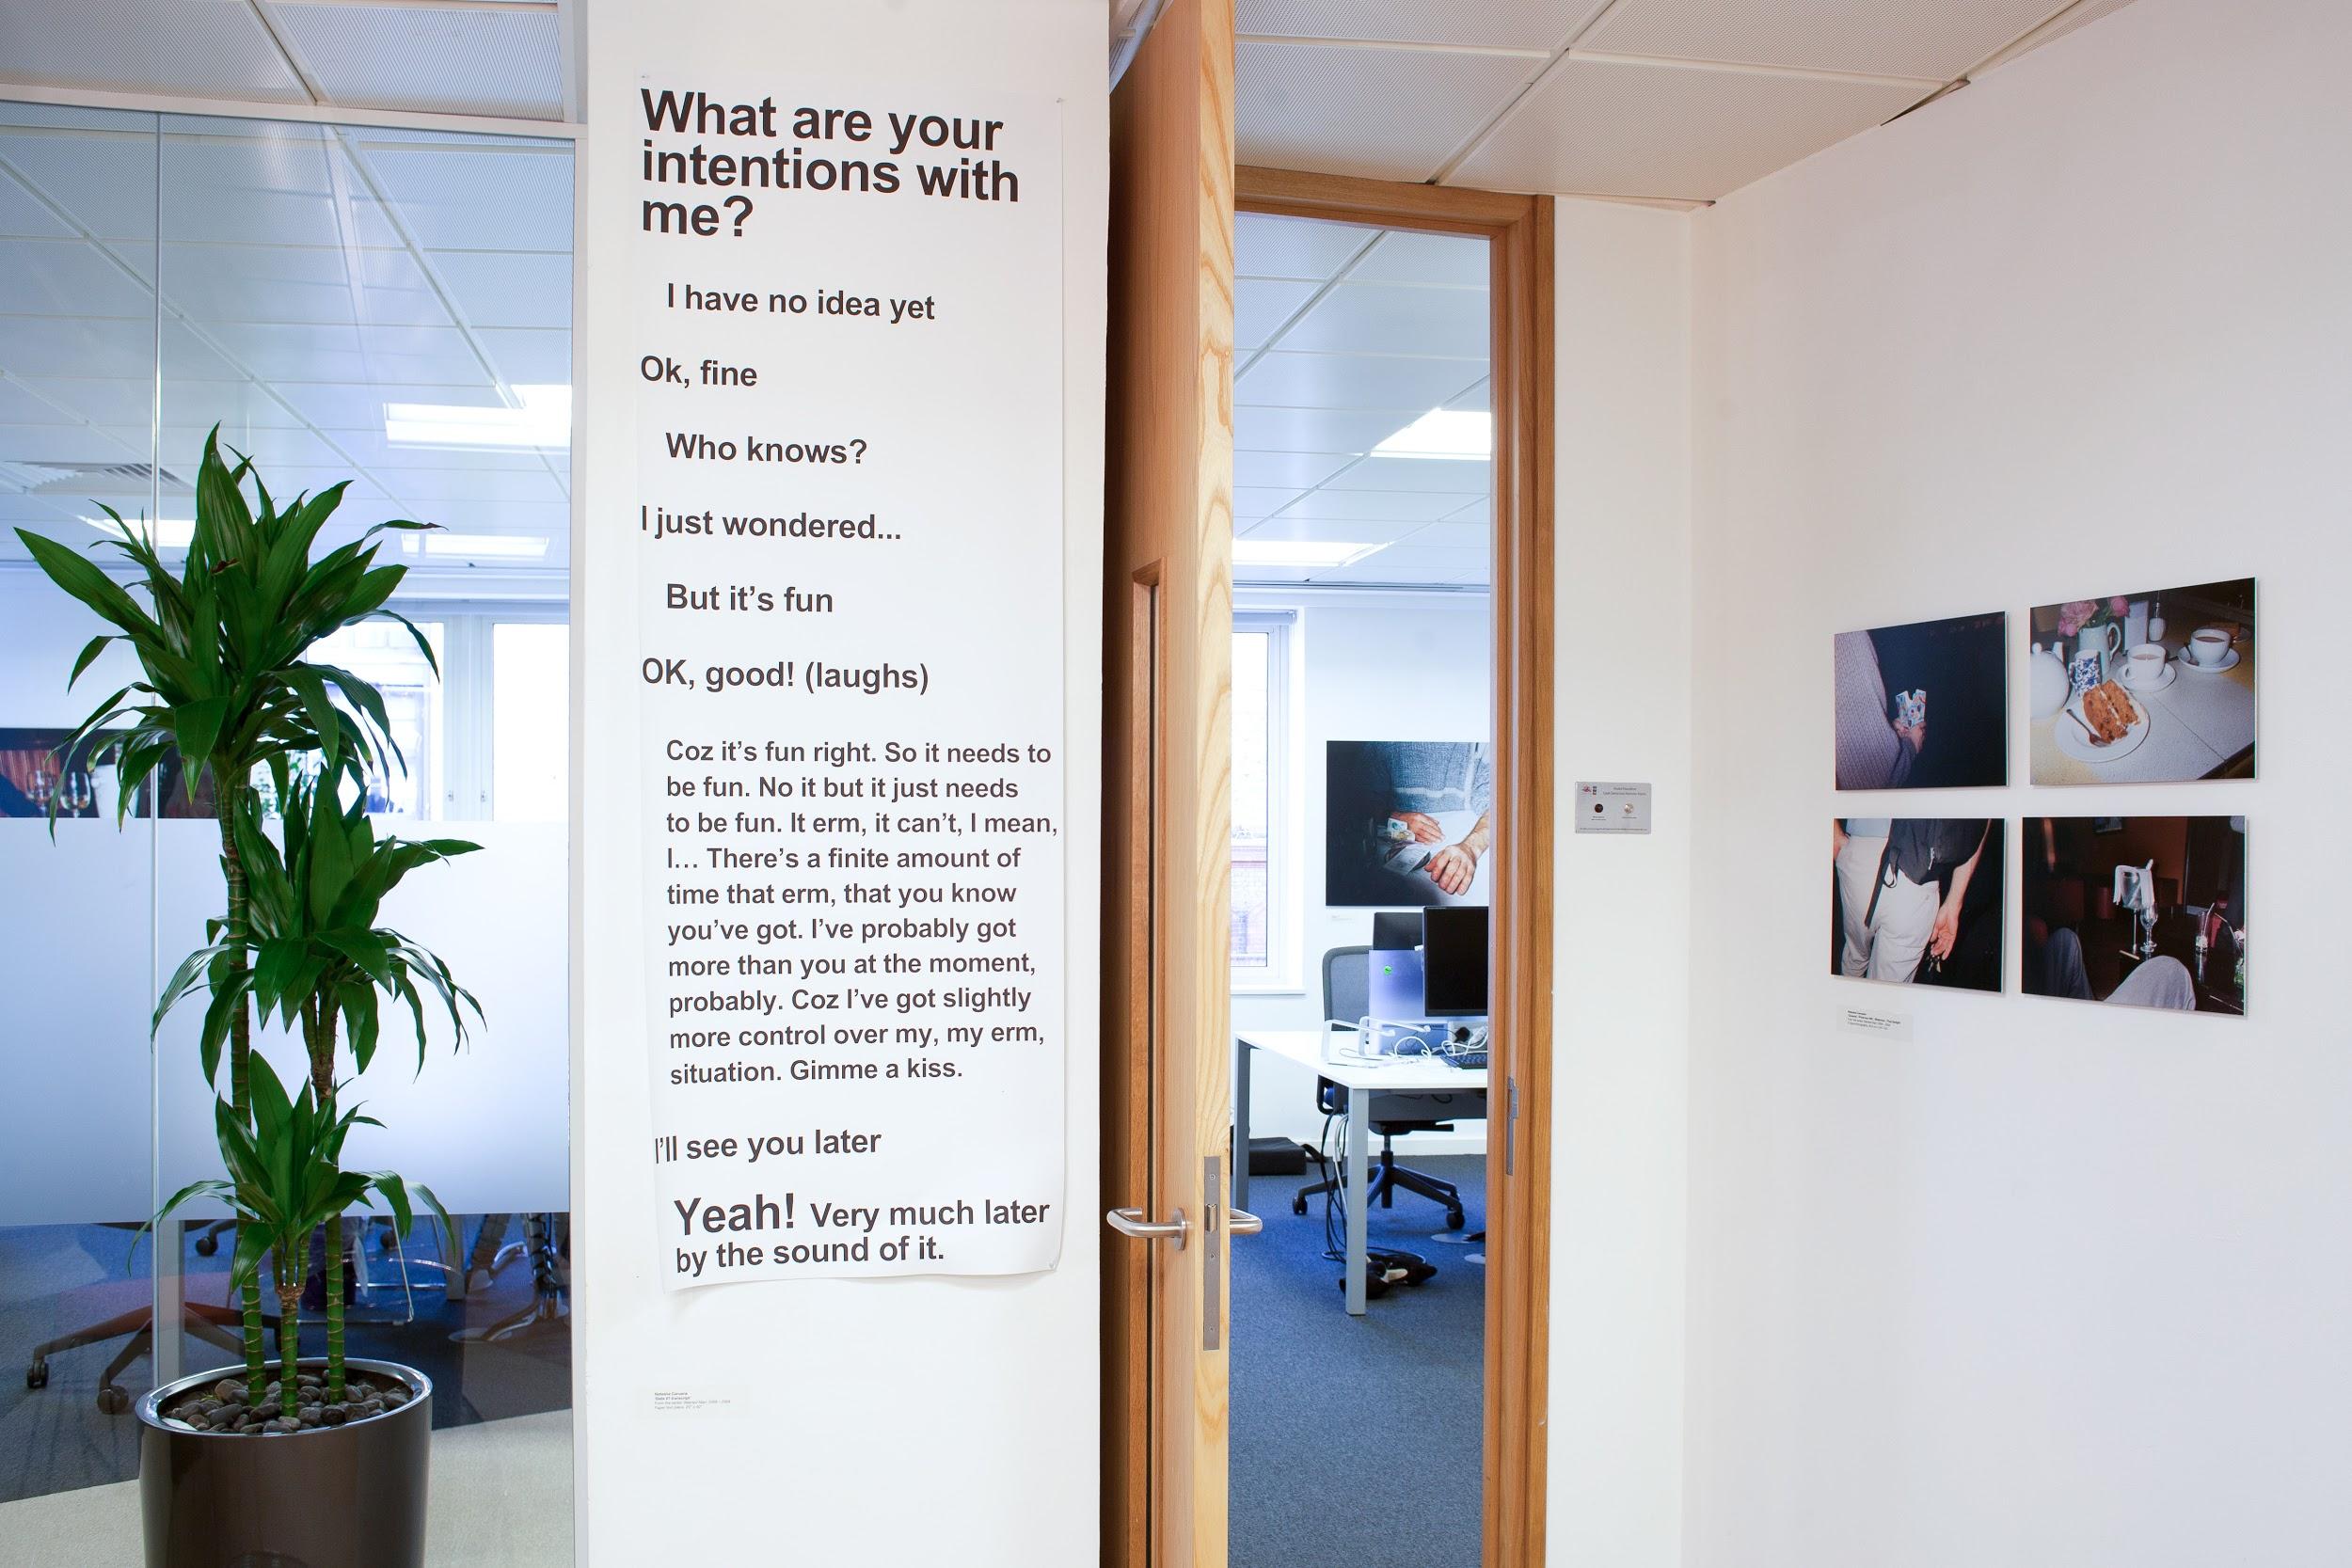 What are your
intentions with
me?
I have no idea yet
Ok, fine
Who knows?
I just wondered...
But it’s fun
OK, good! (laughs)
Coz it’s fun right. So it needs to
be fun. No it but it just needs
to be fun. It erm, it can’t, I mean,
I... There’s a finite amount of
time that erm, that you know
you’ve got. I’ve probably got
more than you at the moment,
probably. Coz I’ve got slightly
more control over my, my erm,
situation. Gimme a kiss.
I’ll see you later
Yeah! Very much later
by the sound of it.